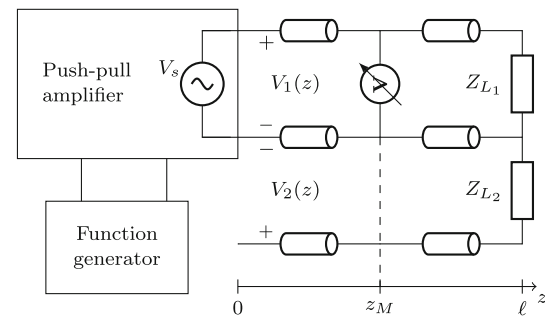 Push-pull
amplifier
V_s
+
V_1(z)
−
−
V_2(z)
+
V
Z_{L_1}
Z_{L_2}
Function
generator
0
z_M
ℓ
z